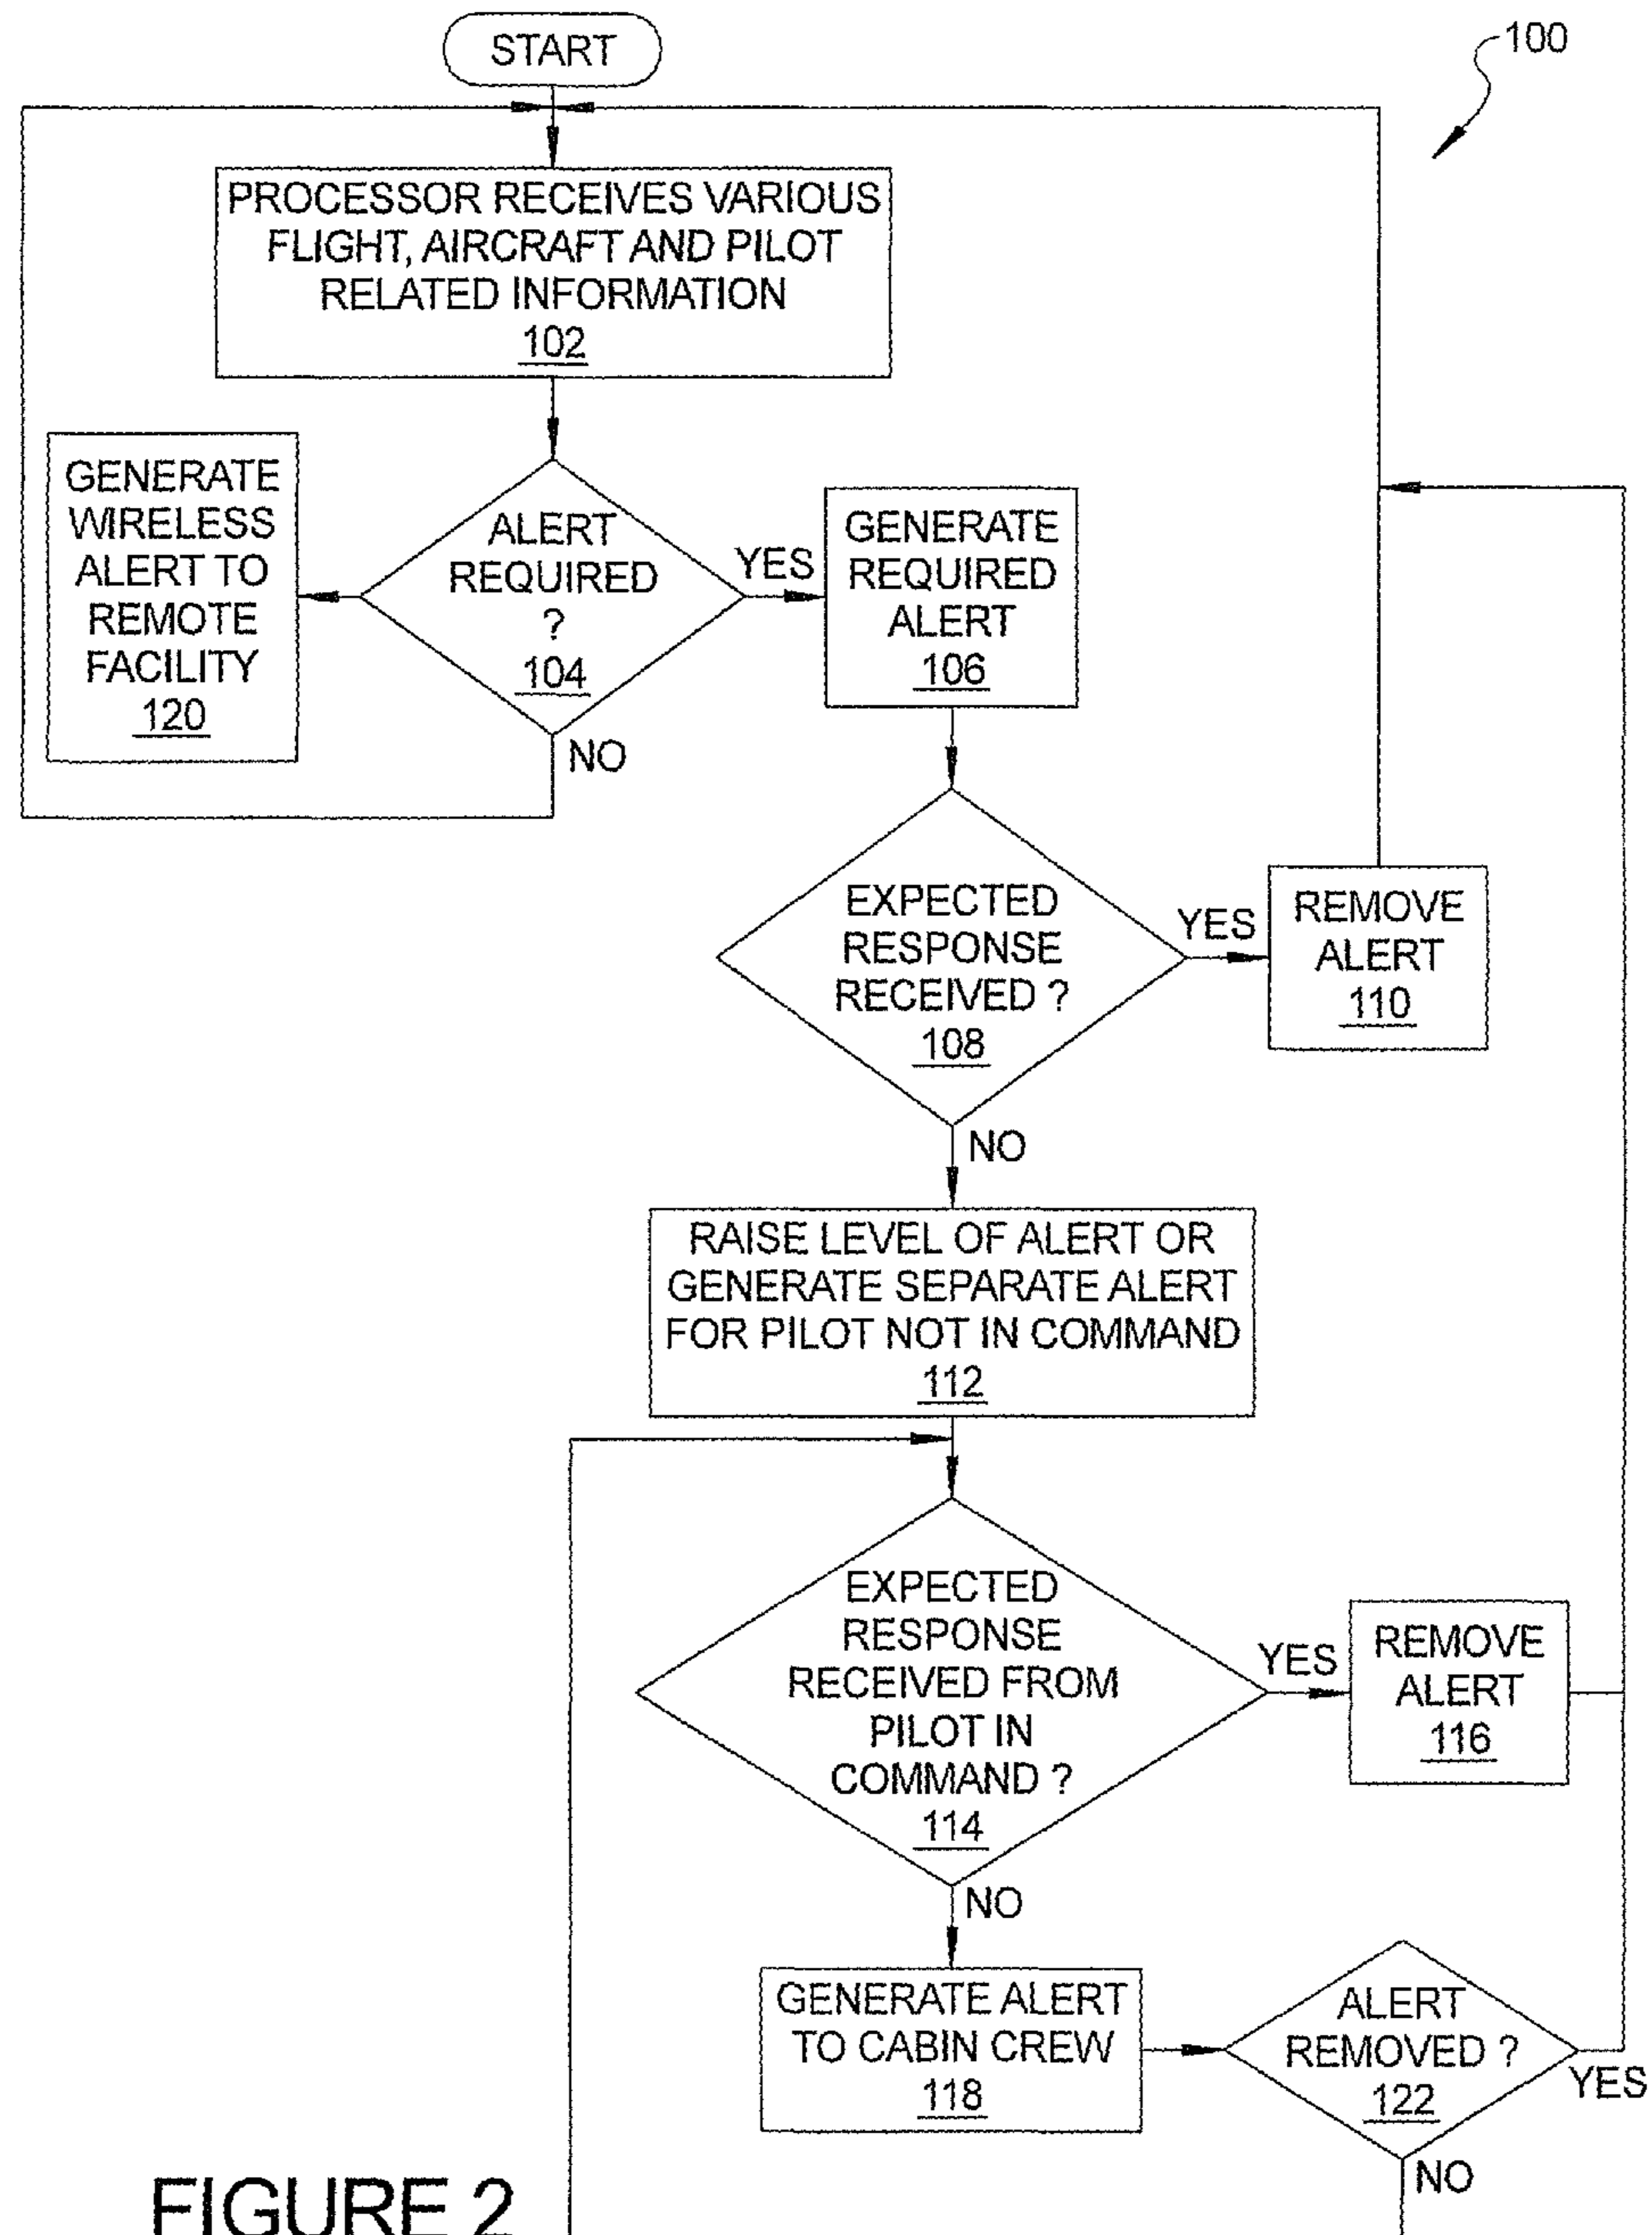 START
100
PROCESSOR RECEIVES VARIOUS
FLIGHT, AIRCRAFT AND PILOT
RELATED INFORMATION
102
GENERATE
WIRELESS
ALERT TO
REMOTE
FACILITY
120
ALERT
REQUIRED
?
104
YES
NO
GENERATE
REQUIRED
ALERT
106
EXPECTED
RESPONSE
RECEIVED ?
108
YES
REMOVE
ALERT
110
NO
RAISE LEVEL OF ALERT OR
GENERATE SEPARATE ALERT
FOR PILOT NOT IN COMMAND
112
EXPECTED
RESPONSE
RECEIVED FROM
PILOT IN
COMMAND ?
114
YES
REMOVE
ALERT
116
NO
GENERATE ALERT
TO CABIN CREW
118
ALERT
REMOVED ?
122
YES
NO
FIGURE 2